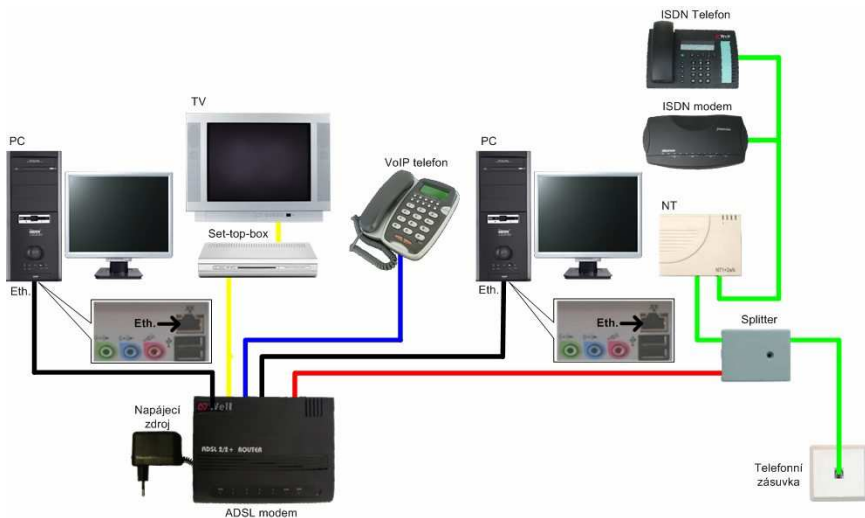 ISDN Telefon
TV
ISDN modem
PC
VoIP telefon
PC
NT
Set-top-box
Eth.
Eth.
Eth.
Eth.
Splitter
Napájecí
zdroj
Well
ADSL 2/2+ ROUTER
Telefonní
zásuvka
ADSL modem